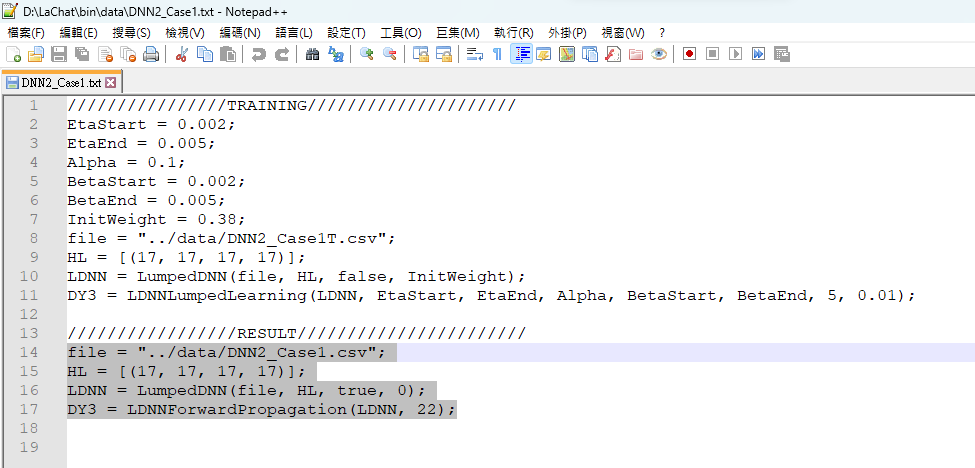 D:\LaChat\bin\data\DNN2_Case1.txt - Notepad++
檔案(F) 編輯(E) 搜尋(S) 檢視(V) 編碼(N) 語言(L) 設定(T) 工具(O) 巨集(M) 執行(R) 外掛(P) 視窗(W) ?
DNN2_Case1.txt
1 ////////////////TRAINING/////////////////////
2 EtaStart = 0.002;
3 EtaEnd = 0.005;
4 Alpha = 0.1;
5 BetaStart = 0.002;
6 BetaEnd = 0.005;
7 InitWeight = 0.38;
8 file = "../data/DNN2_Case1T.csv";
9 HL = [(17, 17, 17, 17)];
10 LDNN = LumpedDNN(file, HL, false, InitWeight);
11 DY3 = LDNNLumpedLearning(LDNN, EtaStart, EtaEnd, Alpha, BetaStart, BetaEnd, 5, 0.01);
12
13 /////////////////RESULT///////////////////////
14 file = "../data/DNN2_Case1.csv";
15 HL = [(17, 17, 17, 17)];
16 LDNN = LumpedDNN(file, HL, true, 0);
17 DY3 = LDNNForwardPropagation(LDNN, 22);
18
19